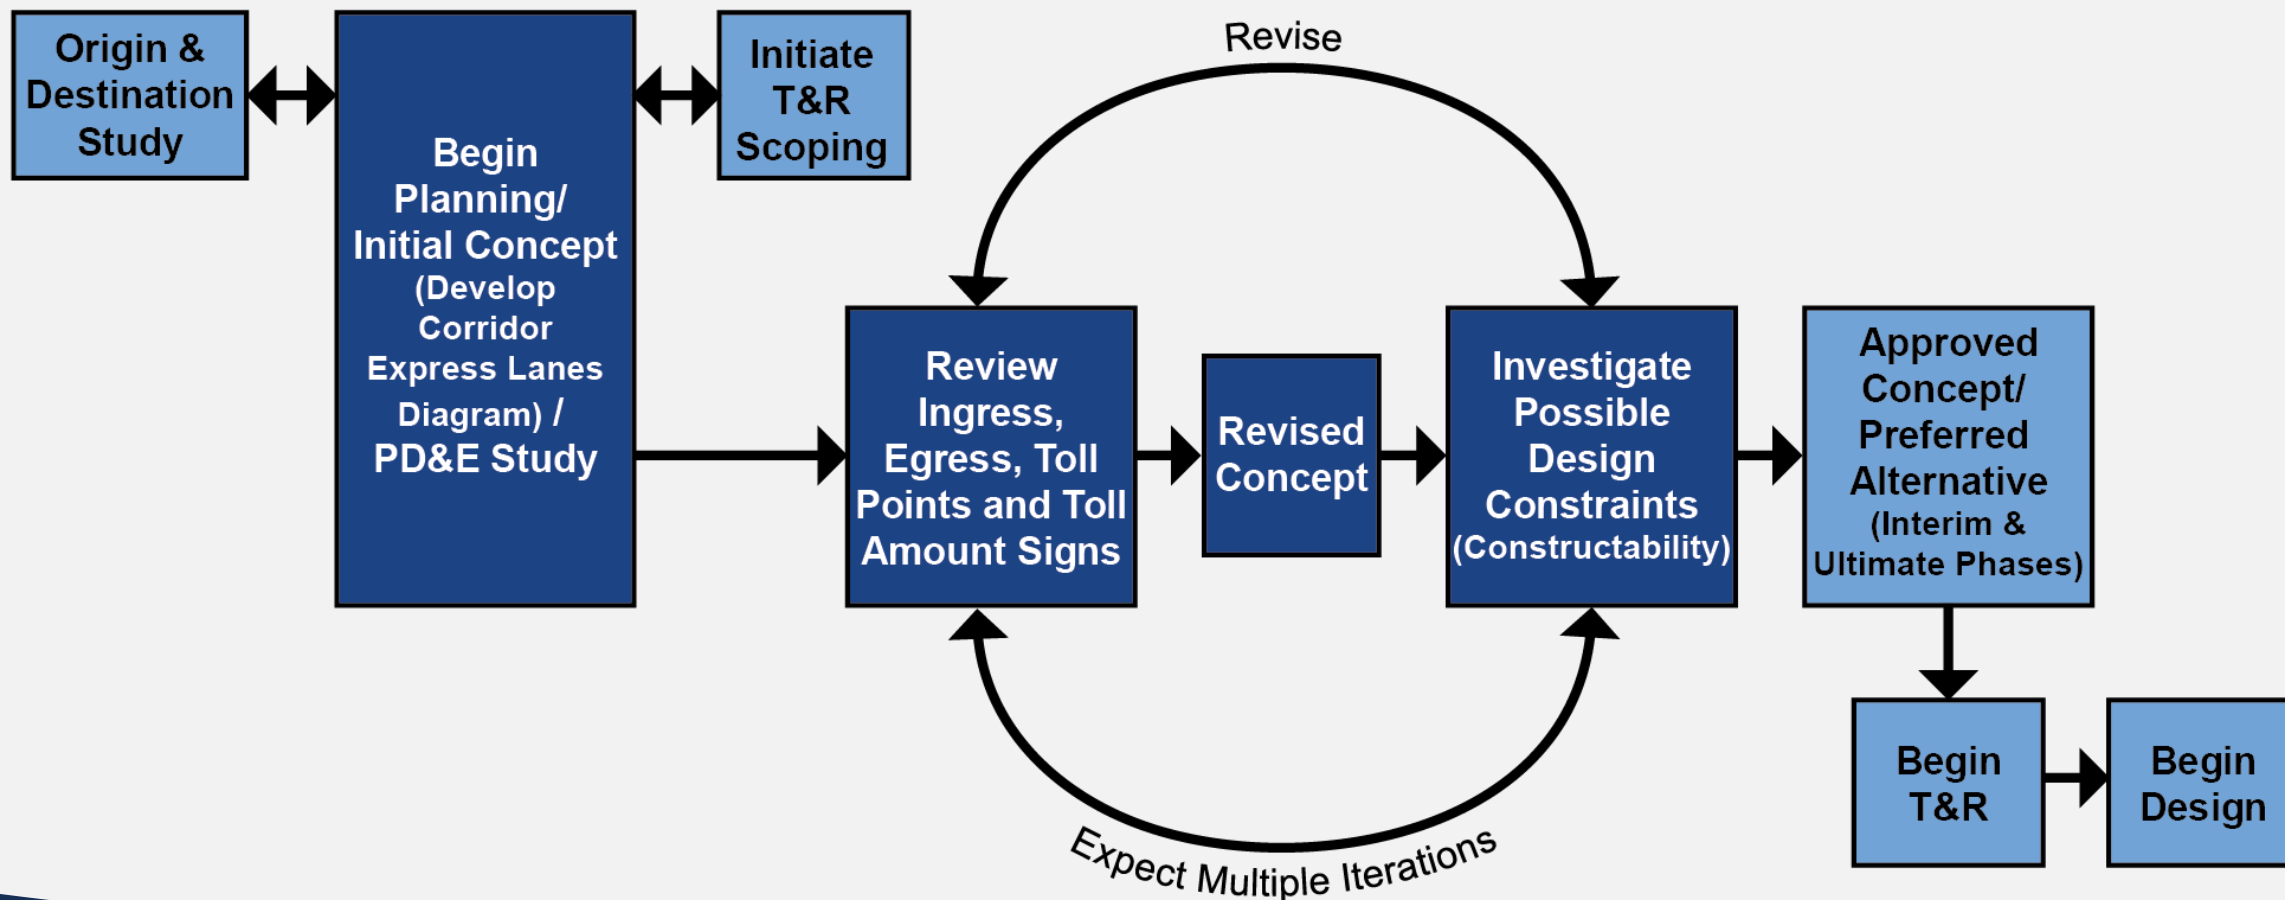 Origin &
Destination
Study
Begin
Planning/
Initial Concept
(Develop
Corridor
Express Lanes
Diagram) /
PD&E Study
Initiate
T&R
Scoping
Revise
Review
Ingress,
Egress, Toll
Points and Toll
Amount Signs
Revised
Concept
Investigate
Possible
Design
Constraints
(Constructability)
Approved
Concept/
Preferred
Alternative
(Interim &
Ultimate Phases)
Expect Multiple Iterations
Begin
T&R
Begin
Design